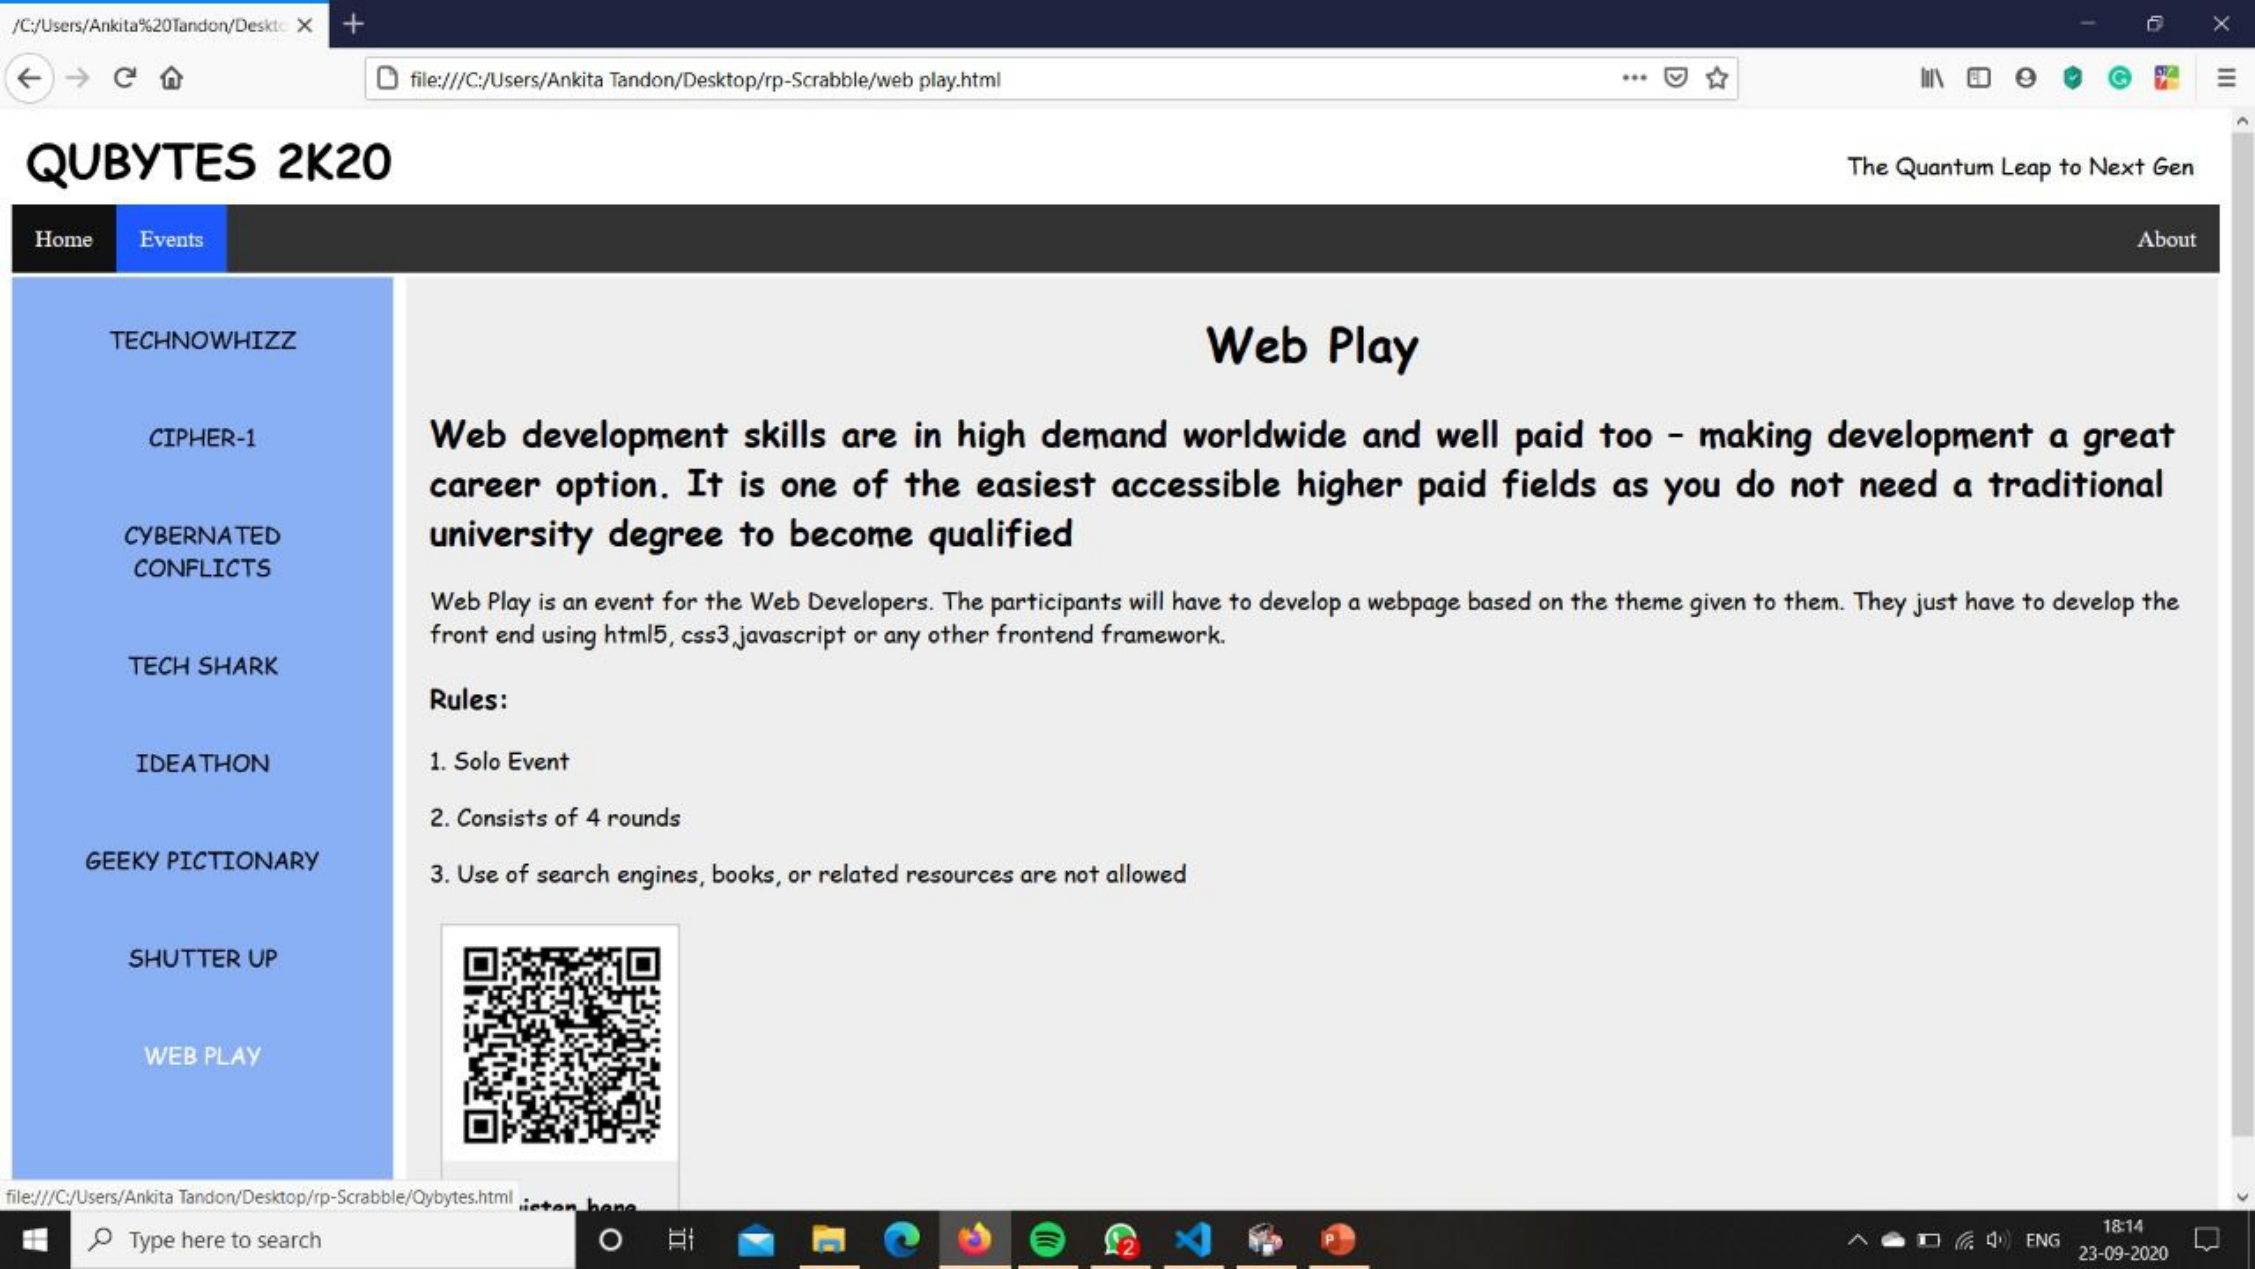 /C:/Users/Ankita%20Tandon/Deskto
file:///C:/Users/Ankita Tandon/Desktop/rp-Scrabble/web play.html
QUBYTES 2K20
The Quantum Leap to Next Gen
Home
Events
About
TECHNOWHIZZ
CIPHER-1
CYBERNATED
CONFLICTS
TECH SHARK
IDEATHON
GEEKY PICTIONARY
SHUTTER UP
WEB PLAY
Web Play
Web development skills are in high demand worldwide and well paid too – making development a great
career option. It is one of the easiest accessible higher paid fields as you do not need a traditional
university degree to become qualified
Web Play is an event for the Web Developers. The participants will have to develop a webpage based on the theme given to them. They just have to develop the
front end using html5, css3,javascript or any other frontend framework.
Rules:
1. Solo Event
2. Consists of 4 rounds
3. Use of search engines, books, or related resources are not allowed
file:///C:/Users/Ankita Tandon/Desktop/rp-Scrabble/Qybytes.html
Type here to search
2
ENG
18:14
23-09-2020